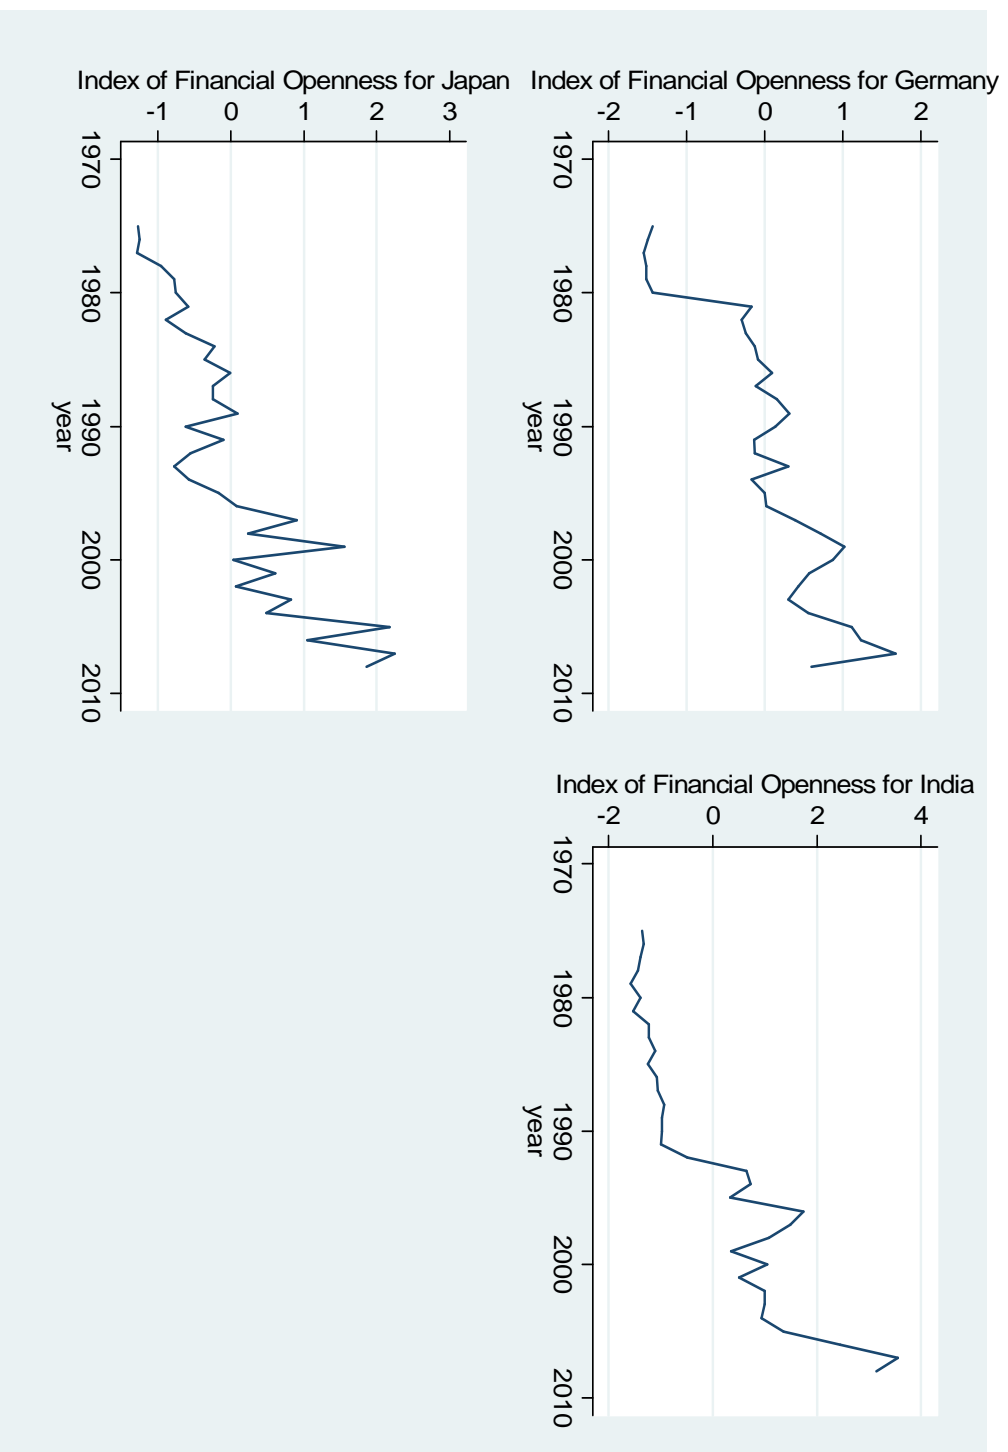 Index of Financial Openness for Japan
-1 0 1 2 3
1970 1980 1990 2000 2010
year
Index of Financial Openness for Germany
-2 -1 0 1 2
1970 1980 1990 2000 2010
year
Index of Financial Openness for India
-2 0 2 4
1970 1980 1990 2000 2010
year